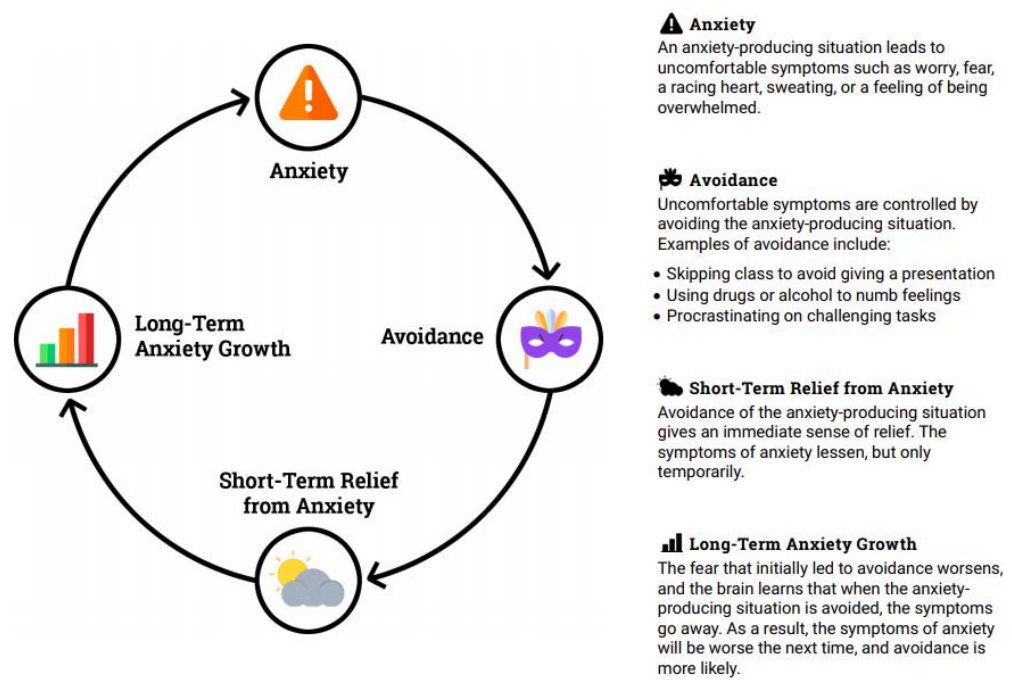 Anxiety
Long-Term
Anxiety Growth
Avoidance
Short-Term Relief
from Anxiety
Anxiety
An anxiety-producing situation leads to
uncomfortable symptoms such as worry, fear,
a racing heart, sweating, or a feeling of being
overwhelmed.
Avoidance
Uncomfortable symptoms are controlled by
avoiding the anxiety-producing situation.
Examples of avoidance include:
• Skipping class to avoid giving a presentation
• Using drugs or alcohol to numb feelings
• Procrastinating on challenging tasks
Short-Term Relief from Anxiety
Avoidance of the anxiety-producing situation
gives an immediate sense of relief. The
symptoms of anxiety lessen, but only
temporarily.
Long-Term Anxiety Growth
The fear that initially led to avoidance worsens,
and the brain learns that when the anxiety-
producing situation is avoided, the symptoms
go away. As a result, the symptoms of anxiety
will be worse the next time, and avoidance is
more likely.